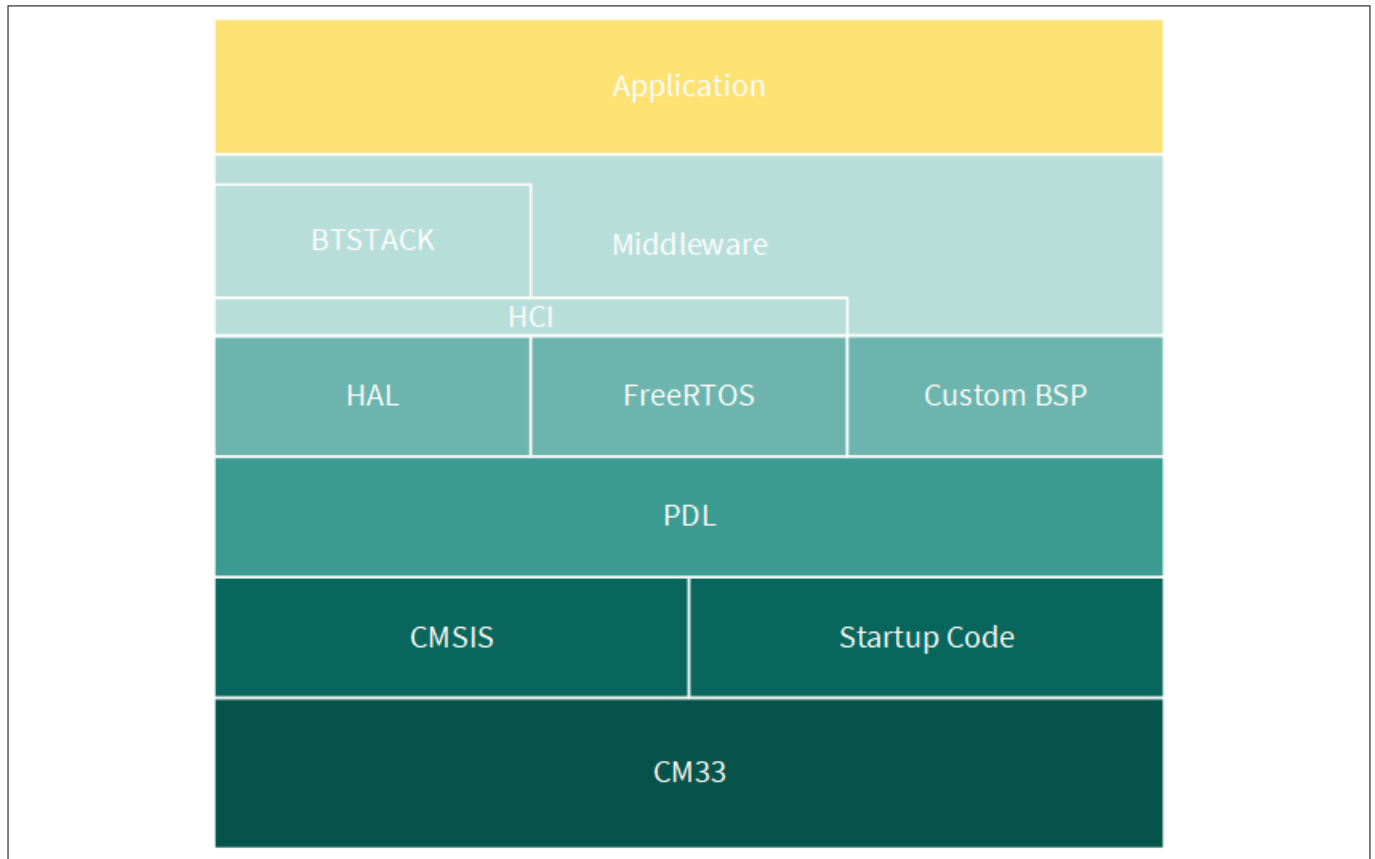 Application
BTSTACK
Middleware
HCI
HAL
FreeRTOS
Custom BSP
PDL
CMSIS
Startup Code
CM33